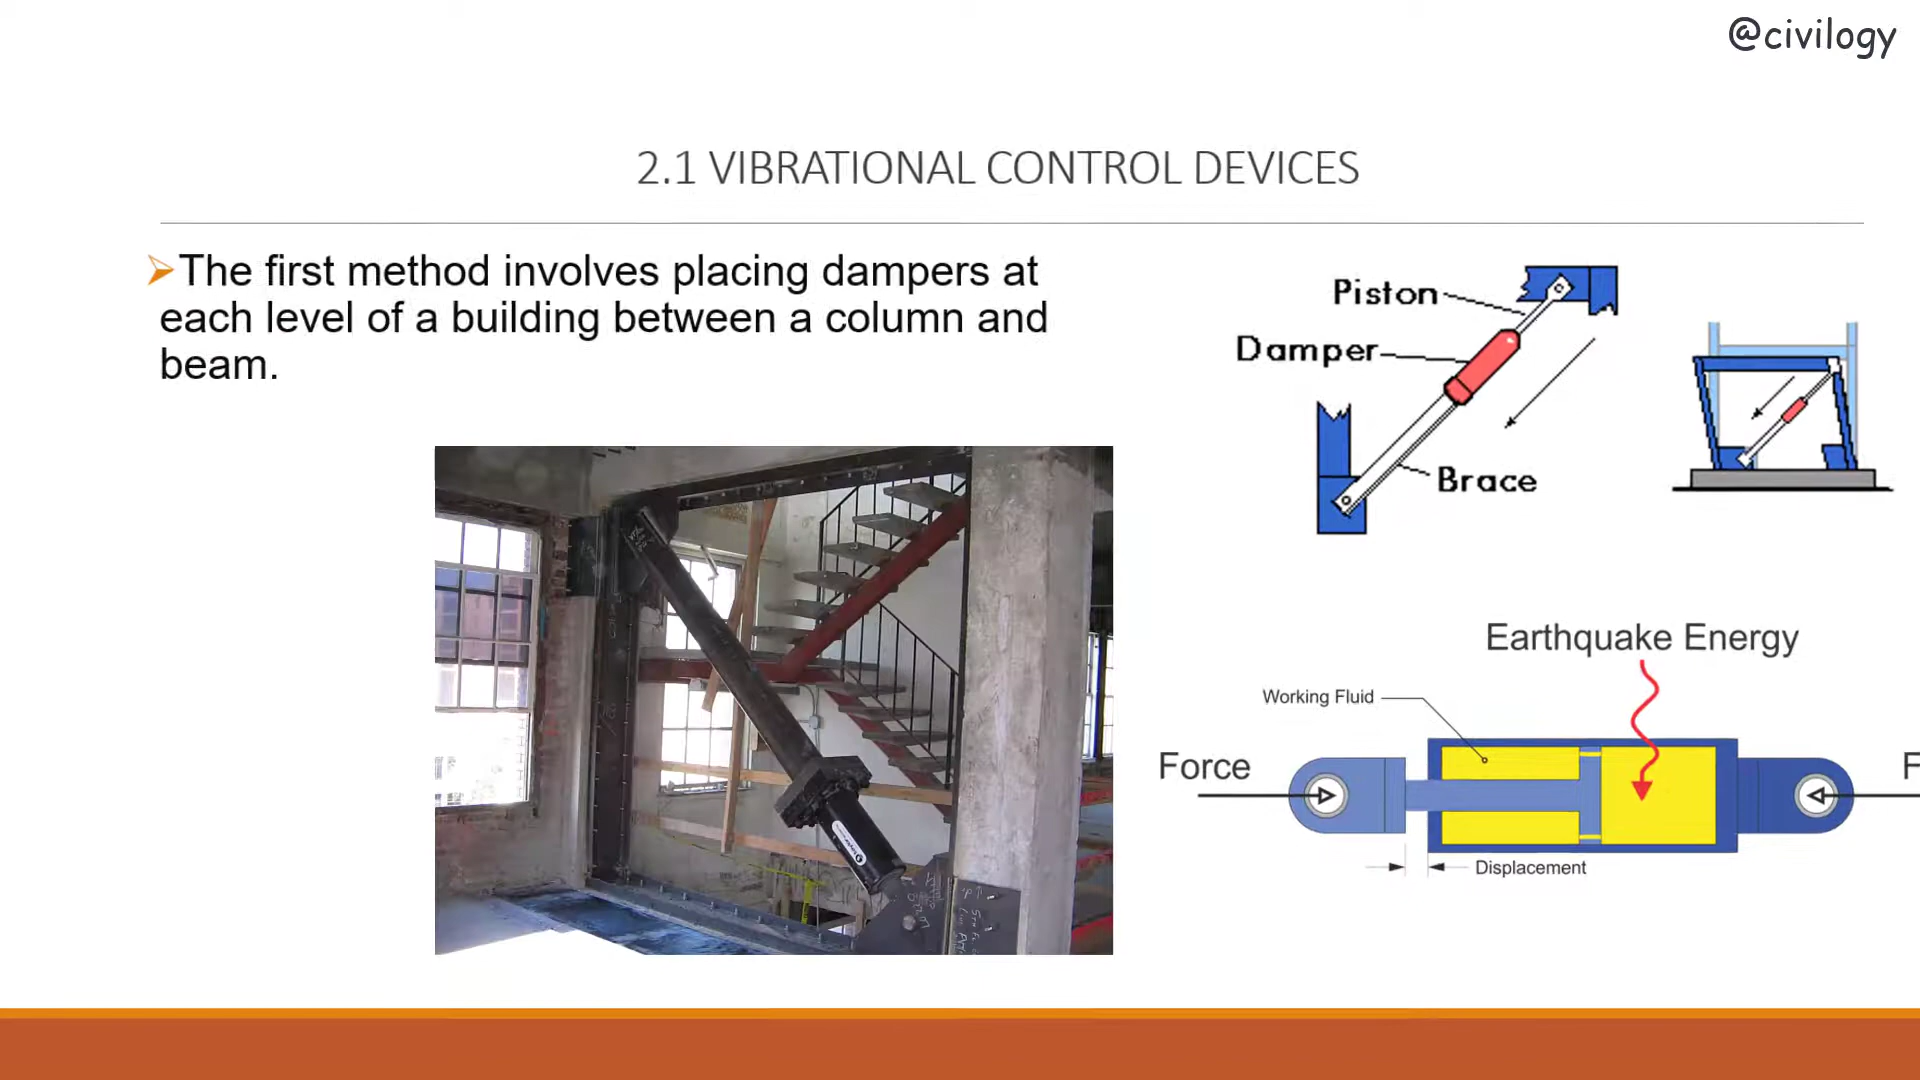 @civilogy
2.1 VIBRATIONAL CONTROL DEVICES
➢The first method involves placing dampers at
each level of a building between a column and
beam.
Piston
Damper
Brace
Earthquake Energy
Working Fluid
Force
F
Displacement